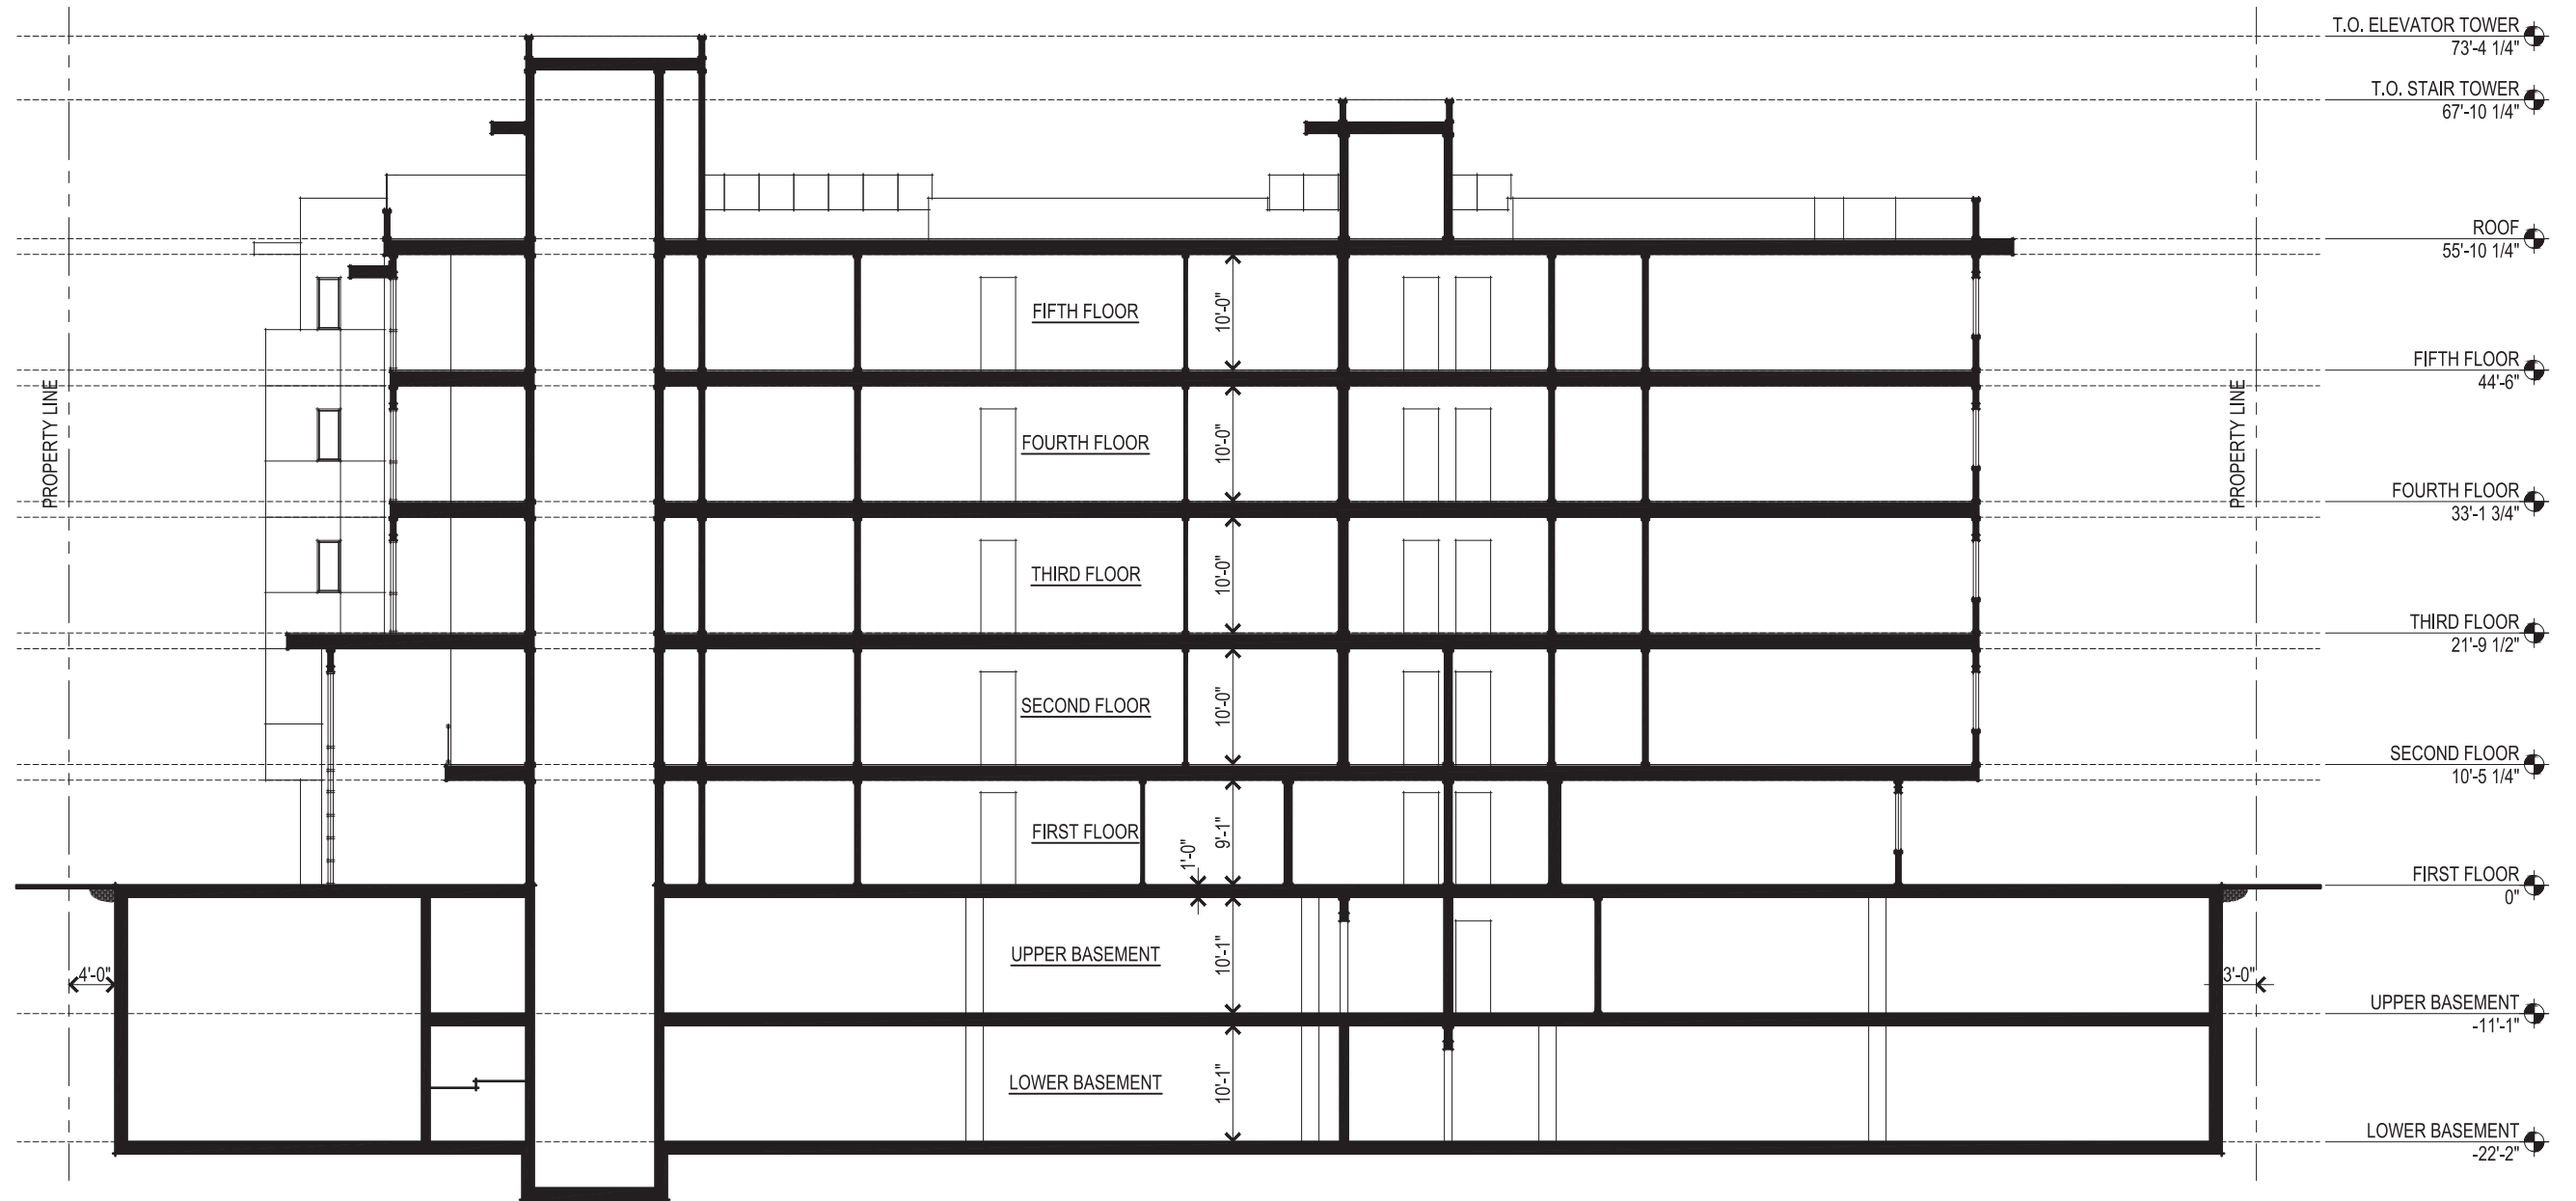 T.O. ELEVATOR TOWER
73'-4 1/4"
T.O. STAIR TOWER
67'-10 1/4"
ROOF
55'-10 1/4"
FIFTH FLOOR
10'-0"
FIFTH FLOOR
44'-6"
PROPERTY LINE
PROPERTY LINE
FOURTH FLOOR
10'-0"
FOURTH FLOOR
33'-1 3/4"
THIRD FLOOR
10'-0"
THIRD FLOOR
21'-9 1/2"
SECOND FLOOR
10'-0"
SECOND FLOOR
10'-5 1/4"
FIRST FLOOR
1'-0"
9'-1"
FIRST FLOOR
0"
UPPER BASEMENT
10'-1"
4'-0"
3'-0"
UPPER BASEMENT
-11'-1"
LOWER BASEMENT
10'-1"
LOWER BASEMENT
-22'-2"